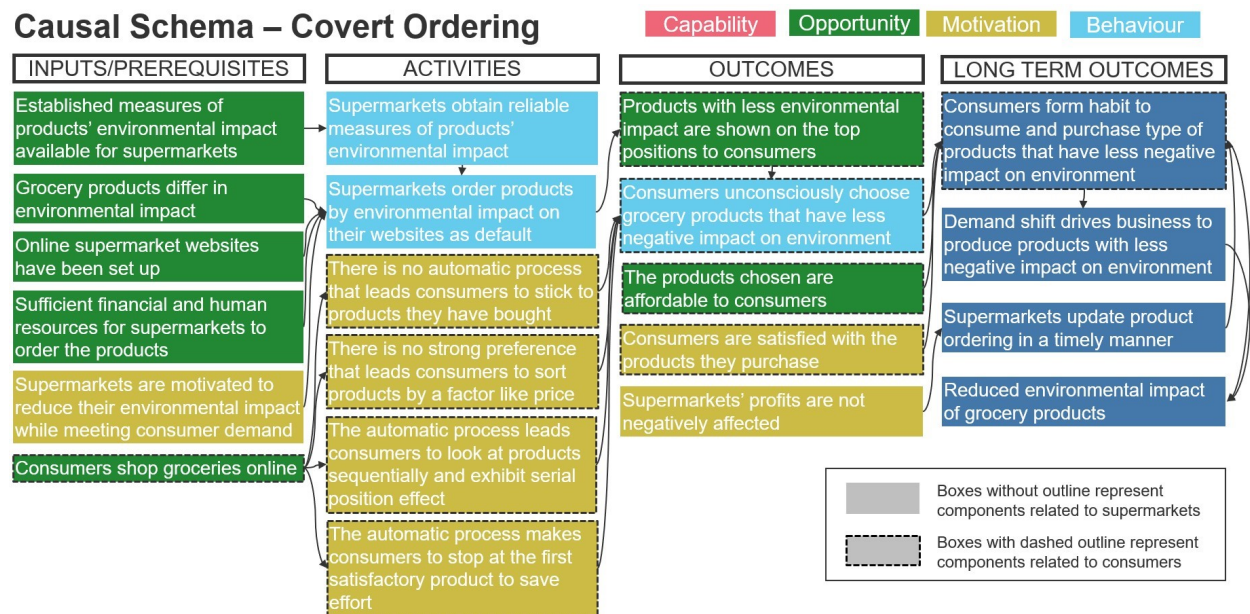 Causal Schema – Covert Ordering
Capability
Opportunity
Motivation
Behaviour
INPUTS/PREREQUISITES
Established measures of
products' environmental impact
available for supermarkets
Grocery products differ in
environmental impact
Online supermarket websites
have been set up
Sufficient financial and human
resources for supermarkets to
order the products
Supermarkets are motivated to
reduce their environmental impact
while meeting consumer demand
Consumers shop groceries online
ACTIVITIES
Supermarkets obtain reliable
measures of products'
environmental impact
Supermarkets order products
by environmental impact on
their websites as default
There is no automatic process
that leads consumers to stick to
products they have bought
There is no strong preference
that leads consumers to sort
products by a factor like price
The automatic process leads
consumers to look at products
sequentially and exhibit serial
position effect
The automatic process makes
consumers to stop at the first
satisfactory product to save
effort
OUTCOMES
Products with less environmental
impact are shown on the top
positions to consumers
Consumers unconsciously choose
grocery products that have less
negative impact on environment
The products chosen are
affordable to consumers
Consumers are satisfied with the
products they purchase
Supermarkets' profits are not
negatively affected
LONG TERM OUTCOMES
Consumers form habit to
consume and purchase type of
products that have less negative
impact on environment
Demand shift drives business to
produce products with less
negative impact on environment
Supermarkets update product
ordering in a timely manner
Reduced environmental impact
of grocery products
Boxes without outline represent
components related to supermarkets
Boxes with dashed outline represent
components related to consumers